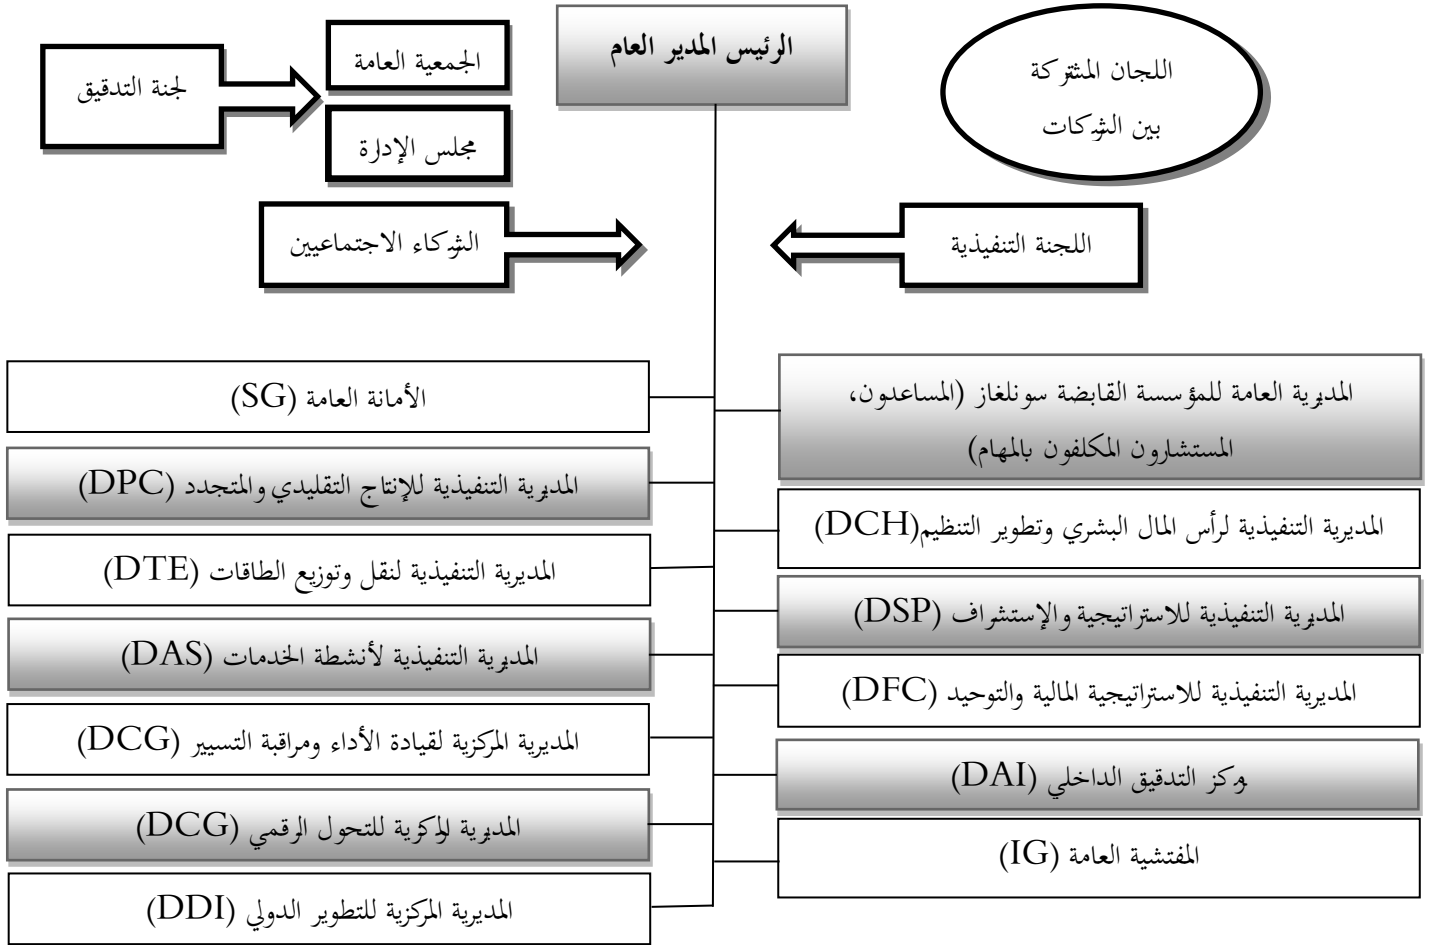 الرئيس المدير العام
اللجان المشتركة
بين الشركات
الجمعية العامة
مجلس الإدارة
لجنة التدقيق
اللجنة التنفيذية
الشركاء الاجتماعيين
المديرية العامة للمؤسسة القابضة سونلغاز (المساعدون،
المستشارون المكلفون بالمهام)
المديرية التنفيذية لرأس المال البشري وتطوير التنظيم(DCH)
المديرية التنفيذية للاستراتيجية والإستشراف (DSP)
المديرية التنفيذية للاستراتيجية المالية والتوحيد (DFC)
مركز التدقيق الداخلي (DAI)
المفتشية العامة (IG)
الأمانة العامة (SG)
المديرية التنفيذية للإنتاج التقليدي والمتجدد (DPC)
المديرية التنفيذية لنقل وتوزيع الطاقات (DTE)
المديرية التنفيذية لأنشطة الخدمات (DAS)
المديرية المركزية لقيادة الأداء ومراقبة التسيير (DCG)
المديرية المركزية للتحول الرقمي (DCG)
المديرية المركزية للتطوير الدولي (DDI)